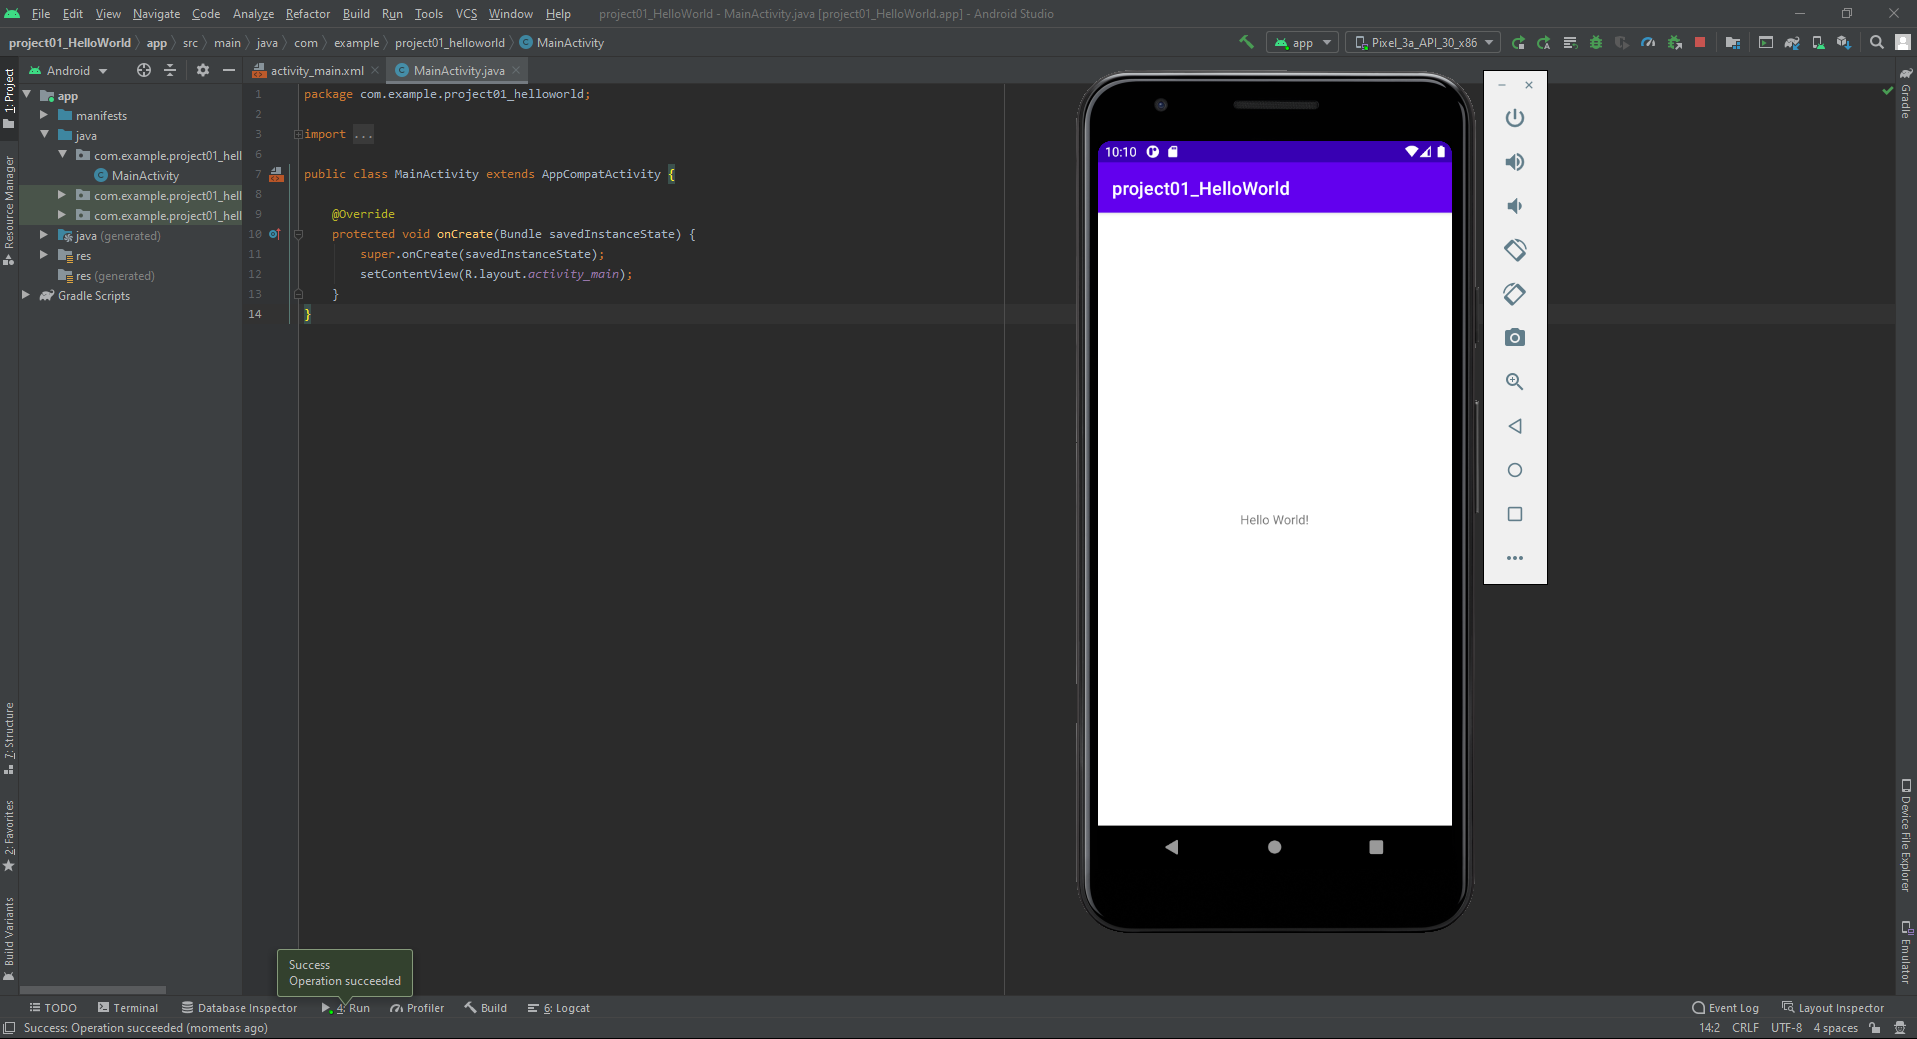 File Edit View Navigate Code Analyze Refactor Build Run Tools VCS Window Help project01_HelloWorld - MainActivity.java [project01_HelloWorld.app] - Android Studio
project01_HelloWorld app src main java com example project01_helloworld MainActivity app Pixel_3a_API_30_x86
Android activity_main.xml MainActivity.java
1: Project
Resource Manager
7: Structure
2: Favorites
Build Variants
app
manifests
java
com.example.project01_hell
MainActivity
com.example.project01_hell
com.example.project01_hell
java (generated)
res
res (generated)
Gradle Scripts
1 package com.example.project01_helloworld;
2
3 import ...
6
7 public class MainActivity extends AppCompatActivity {
8
9 @Override
10 protected void onCreate(Bundle savedInstanceState) {
11 super.onCreate(savedInstanceState);
12 setContentView(R.layout.activity_main);
13 }
14 }
10:10
project01_HelloWorld
Hello World!
Gradle
Device File Explorer
Emulator
Success
Operation succeeded
TODO Terminal Database Inspector 4: Run Profiler Build 6: Logcat Event Log Layout Inspector
Success: Operation succeeded (moments ago) 14:2 CRLF UTF-8 4 spaces